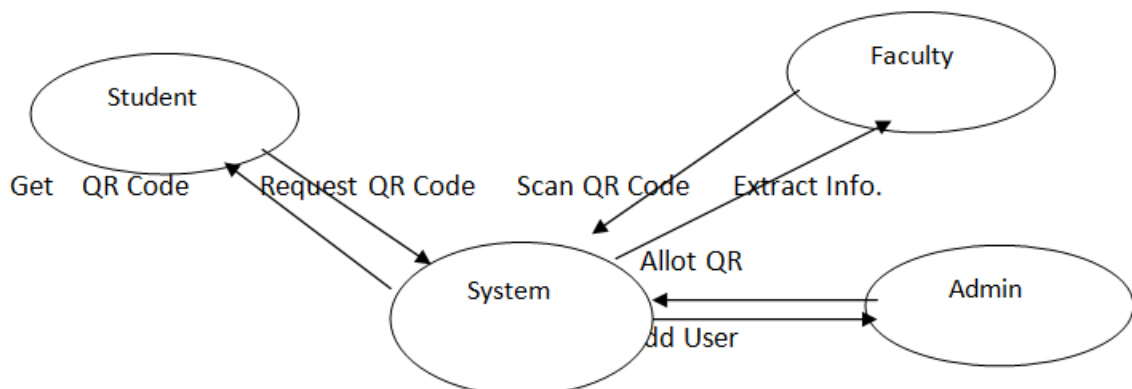 Faculty
Student
Get QR Code Request QR Code Scan QR Code Extract Info.
Allot QR
System Admin
dd User